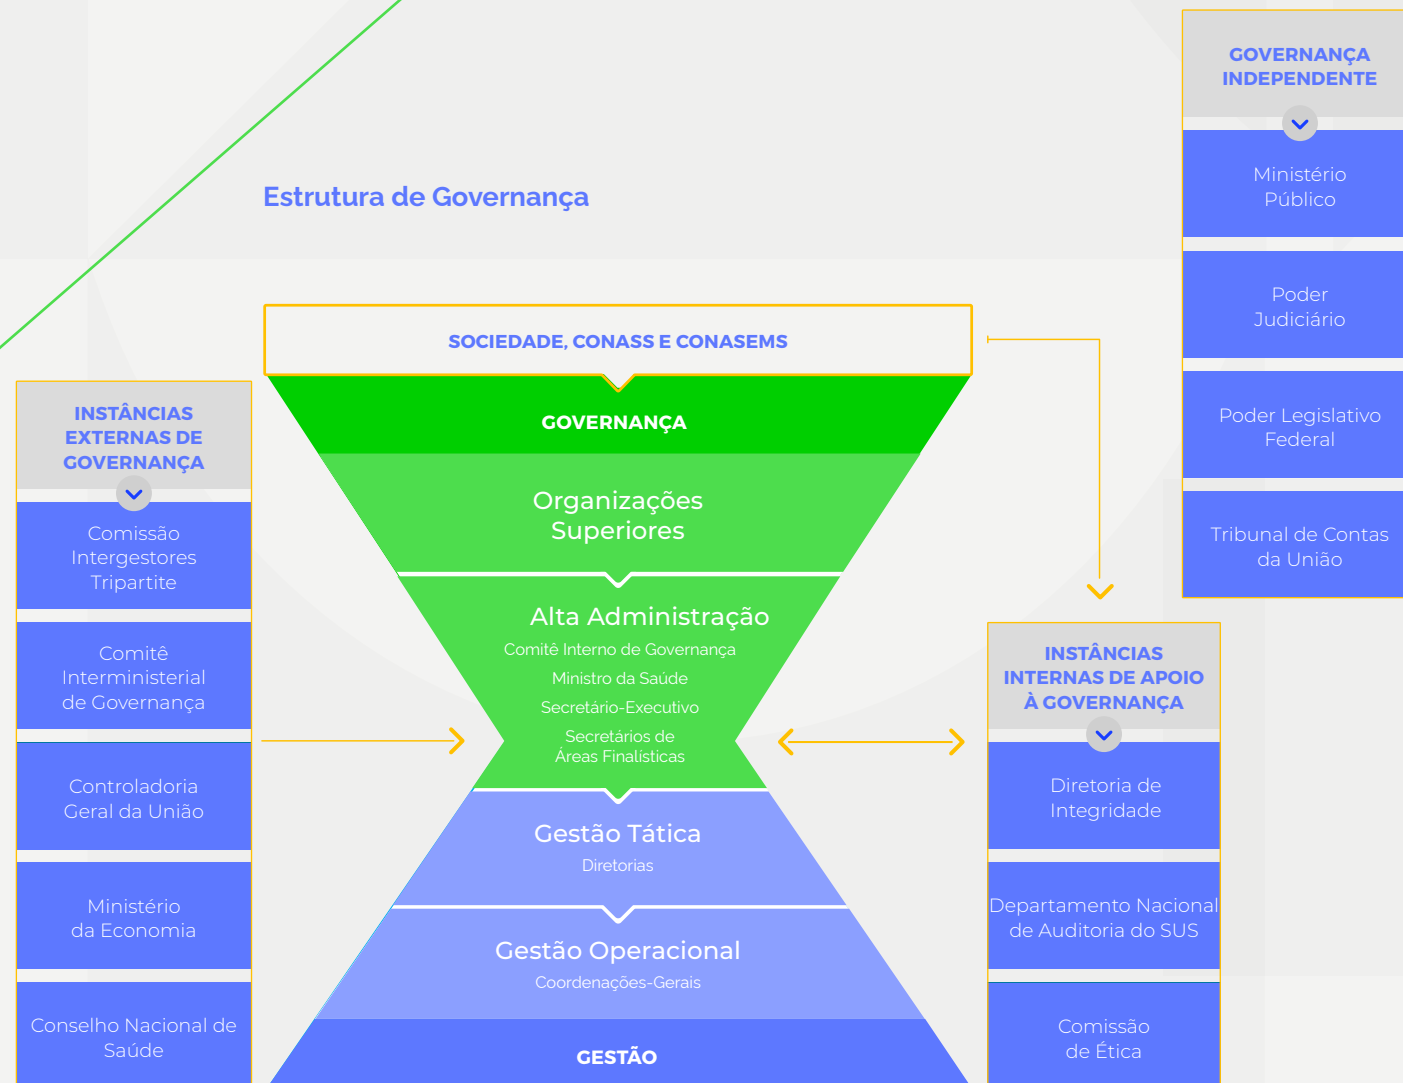 Estrutura de Governança
GOVERNANÇA
INDEPENDENTE
Ministério
Público
Poder
Judiciário
Poder Legislativo
Federal
Tribunal de Contas
da União
SOCIEDADE, CONASS E CONASEMS
GOVERNANÇA
Organizações
Superiores
Alta Administração
Comitê Interno de Governança
Ministro da Saúde
Secretário-Executivo
Secretários de
Áreas Finalísticas
Gestão Tática
Diretorias
Gestão Operacional
Coordenações-Gerais
GESTÃO
INSTÂNCIAS
EXTERNAS DE
GOVERNANÇA
Comissão
Intergestores
Tripartite
Comitê
Interministerial
de Governança
Controladoria
Geral da União
Ministério
da Economia
Conselho Nacional de
Saúde
INSTÂNCIAS
INTERNAS DE APOIO
À GOVERNANÇA
Diretoria de
Integridade
Departamento Nacional
de Auditoria do SUS
Comissão
de Ética